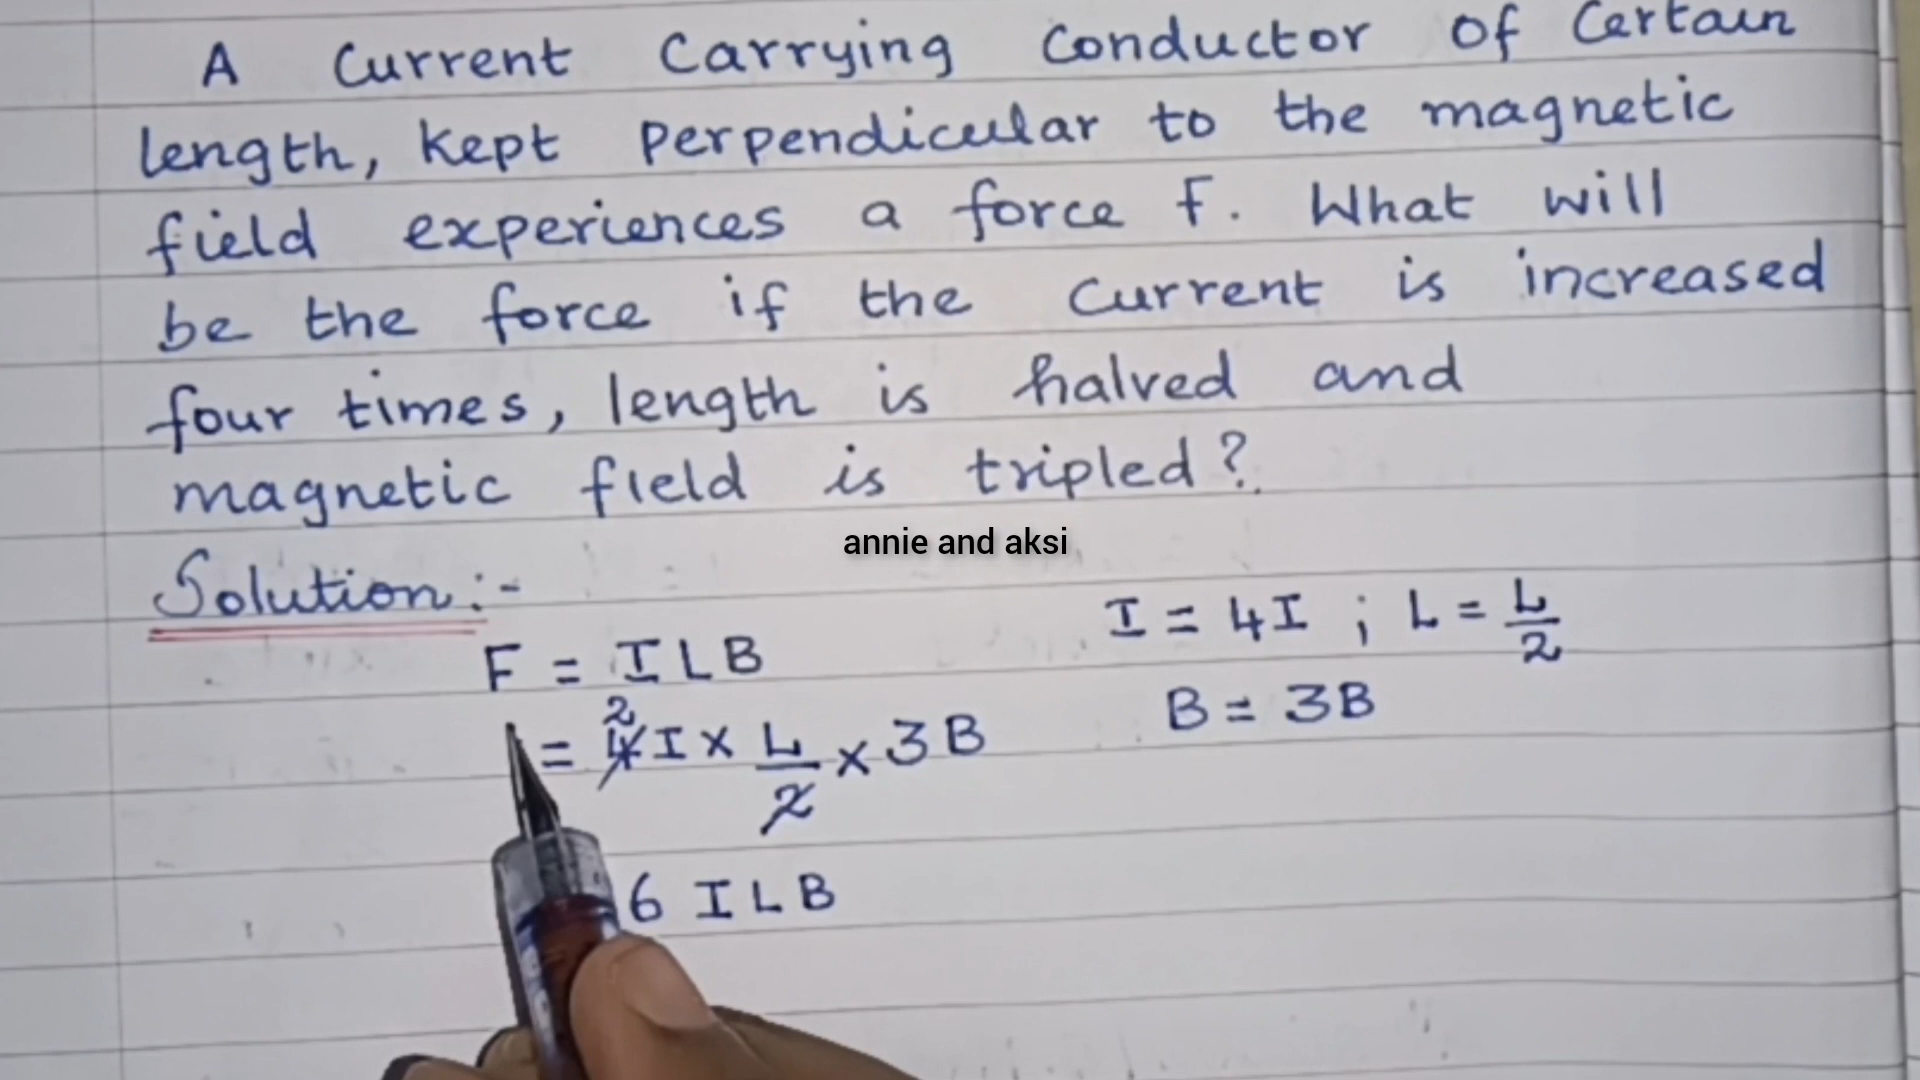 A Current Carrying Conductor Of Certain
length, kept perpendicular to the magnetic
field experiences a force F. What will
be the force if the Current is increased
four times, length is halved and
magnetic field is tripled?
annie and aksi
Solution:-
F = ILB
I = 4I ; L = L/2
B = 3B
= 4I × L/2 × 3B
2
6 ILB